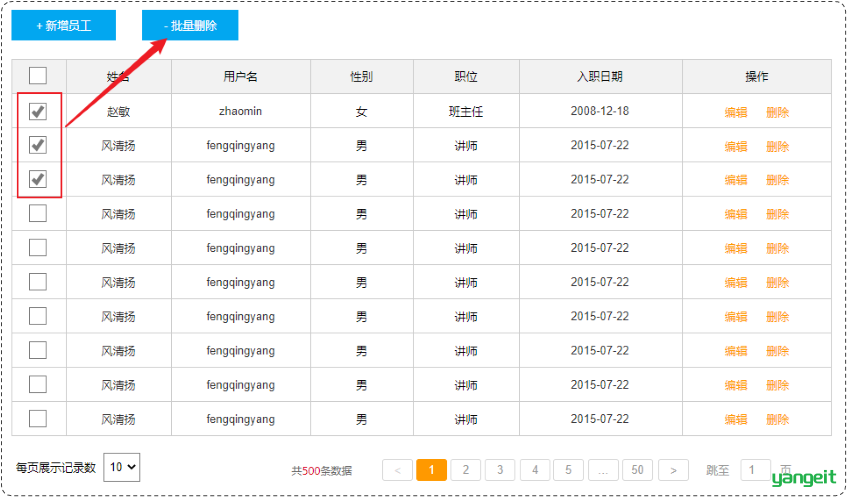 + 新增员工 - 批量删除
姓名 用户名 性别 职位 入职日期 操作
赵敏 zhaomin 女 班主任 2008-12-18 编辑 删除
风清扬 fengqingyang 男 讲师 2015-07-22 编辑 删除
风清扬 fengqingyang 男 讲师 2015-07-22 编辑 删除
风清扬 fengqingyang 男 讲师 2015-07-22 编辑 删除
风清扬 fengqingyang 男 讲师 2015-07-22 编辑 删除
风清扬 fengqingyang 男 讲师 2015-07-22 编辑 删除
风清扬 fengqingyang 男 讲师 2015-07-22 编辑 删除
风清扬 fengqingyang 男 讲师 2015-07-22 编辑 删除
风清扬 fengqingyang 男 讲师 2015-07-22 编辑 删除
风清扬 fengqingyang 男 讲师 2015-07-22 编辑 删除
每页展示记录数 10 共500条数据 < 1 2 3 4 5 ... 50 > 跳至 1 页
yangeit